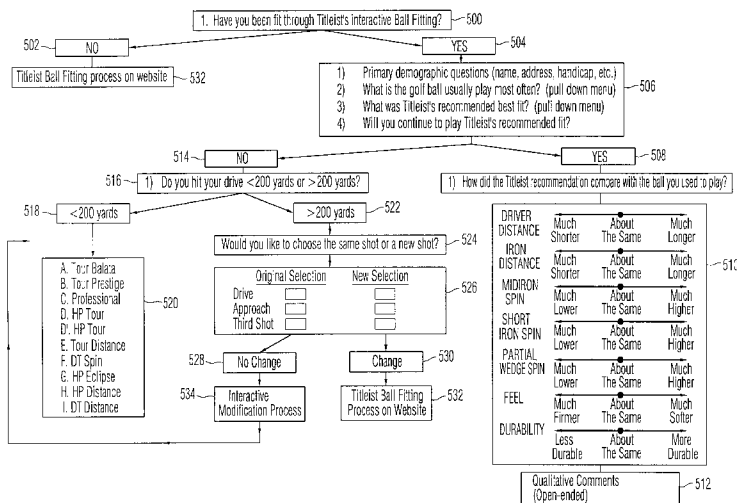 1. Have you been fit through Titleist's interactive Ball Fitting?
500
502
NO
YES
504
Titleist Ball Fitting process on website
532
1) Primary demographic questions (name, address, handicap, etc.)
2) What is the golf ball usually play most often? (pull down menu)
3) What was Titleist's recommended best fit? (pull down menu)
4) Will you continue to play Titleist's recommended fit?
506
514
NO
YES
508
516
1) Do you hit your drive <200 yards or >200 yards?
1) How did the Titleist recommendation compare with the ball you used to play?
518
<200 yards
>200 yards
522
Would you like to choose the same shot or a new shot?
524
A. Tour Balata
B. Tour Prestige
C. Professional
D. HP Tour
D'. HP Tour
E. Tour Distance
F. DT Spin
G. HP Eclipse
H. HP Distance
I. DT Distance
520
Original Selection New Selection
Drive
Approach
Third Shot
526
528
No Change
Change
530
534
Interactive
Modification Process
Titleist Ball Fitting
Process on Website
532
DRIVER
DISTANCE
Much Shorter
About The Same
Much Longer
IRON
DISTANCE
Much Shorter
About The Same
Much Longer
MIDIRON
SPIN
Much Lower
About The Same
Much Higher
SHORT
IRON SPIN
Much Lower
About The Same
Much Higher
PARTIAL
WEDGE SPIN
Much Lower
About The Same
Much Higher
FEEL
Much Firmer
About The Same
Much Softer
DURABILITY
Less Durable
About The Same
More Durable
510
Qualitative Comments
(Open-ended)
512